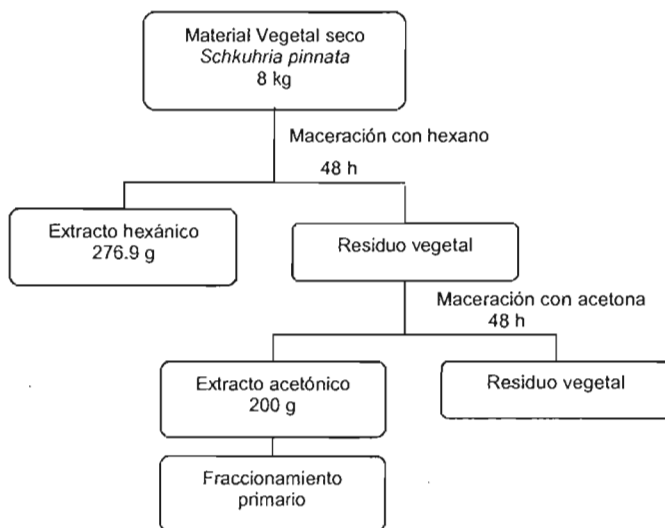 Material Vegetal seco
Schkuhria pinnata
8 kg
Maceración con hexano
48 h
Extracto hexánico
276.9 g
Residuo vegetal
Maceración con acetona
48 h
Extracto acetónico
200 g
Residuo vegetal
Fraccionamiento
primario